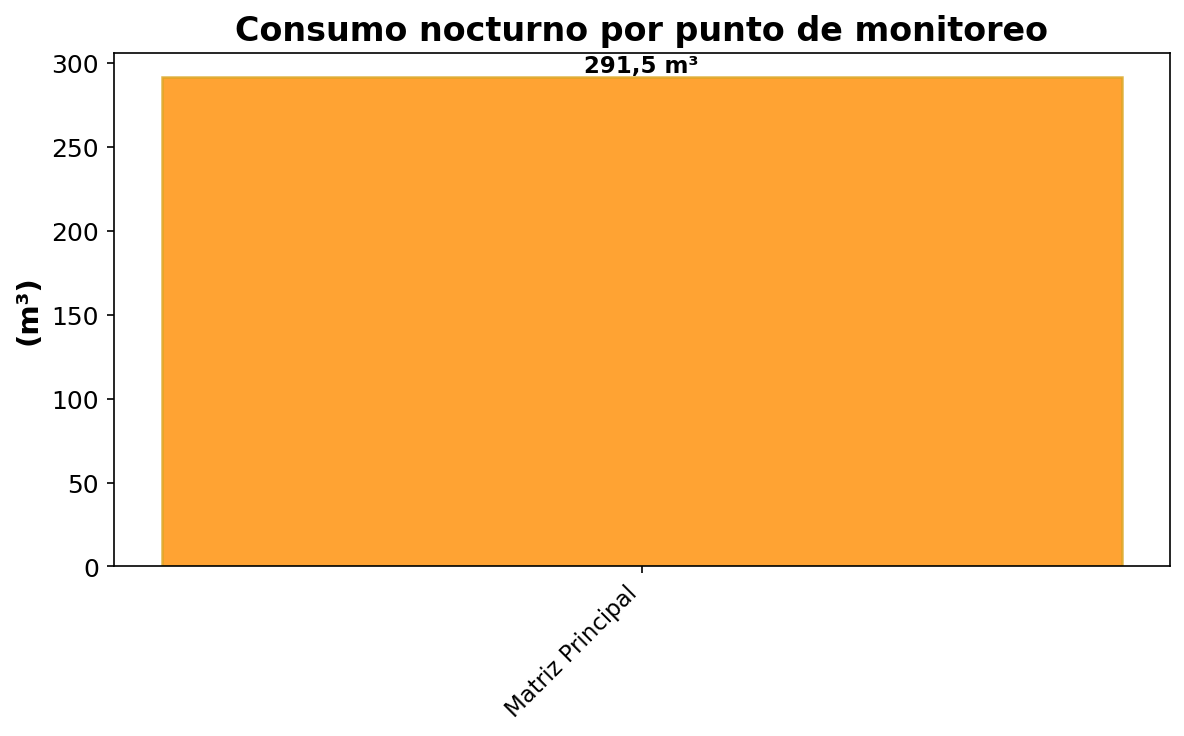 Consumo nocturno por punto de monitoreo
291,5 m³
300
250
200
150
100
50
0
(m³)
Matriz Principal